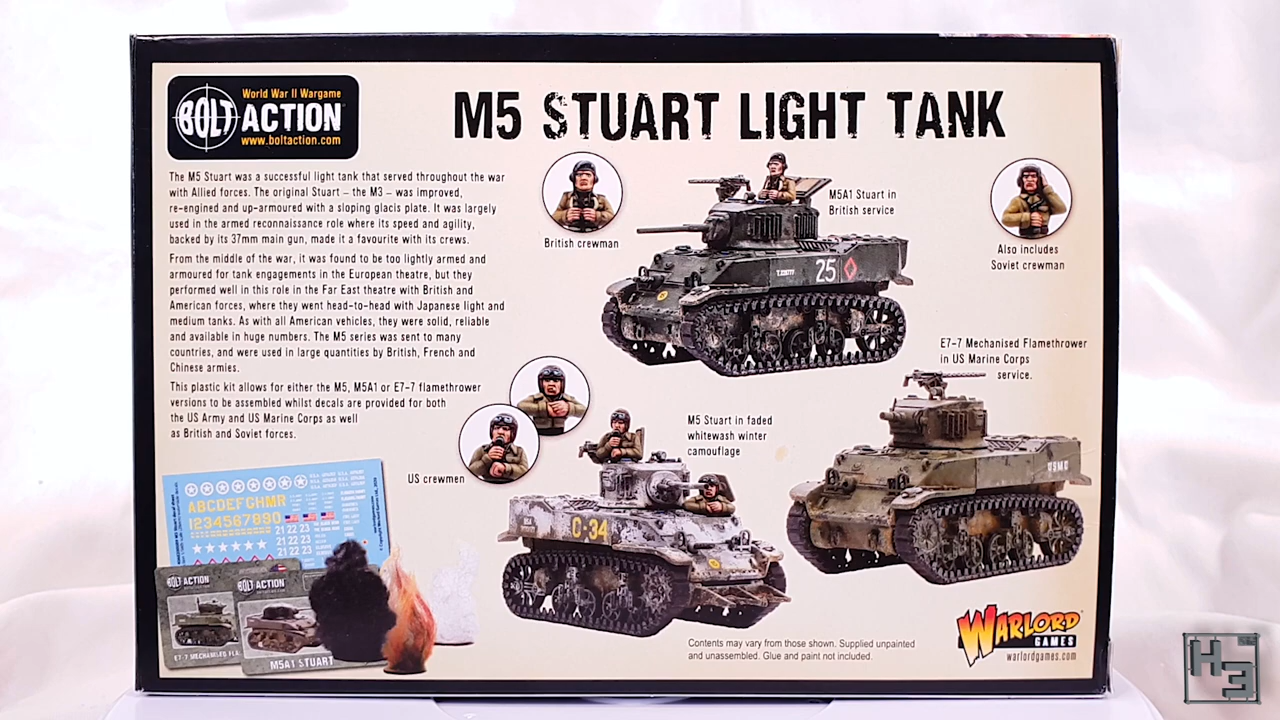 World War II Wargame
BOLT ACTION
www.boltaction.com
M5 STUART LIGHT TANK
The M5 Stuart was a successful light tank that served throughout the war
with Allied forces. The original Stuart – the M3 – was improved,
re-engined and up-armoured with a sloping glacis plate. It was largely
used in the armed reconnaissance role where its speed and agility,
backed by its 37mm main gun, made it a favourite with its crews.
From the middle of the war, it was found to be too lightly armed and
armoured for tank engagements in the European theatre, but they
performed well in this role in the Far East theatre with British and
American forces, where they went head-to-head with Japanese light and
medium tanks. As with all American vehicles, they were solid, reliable
and available in huge numbers. The M5 series was sent to many
countries, and were used in large quantities by British, French and
Chinese armies.
This plastic kit allows for either the M5, M5A1 or E7-7 flamethrower
versions to be assembled whilst decals are provided for both
the US Army and US Marine Corps as well
as British and Soviet forces.
British crewman
M5A1 Stuart in
British service
Also includes
Soviet crewman
25
E7-7 Mechanised Flamethrower
in US Marine Corps
service.
USMC
US crewmen
M5 Stuart in faded
whitewash winter
camouflage
C-34
ABCDEFGHMR
1234567890
21 22 23
21 22 23
BOLT ACTION
E7-7 MECHANISED FLA
BOLT ACTION
M5A1 STUART
Contents may vary from those shown. Supplied unpainted
and unassembled. Glue and paint not included.
WARLORD
GAMES
warlordgames.com
H3